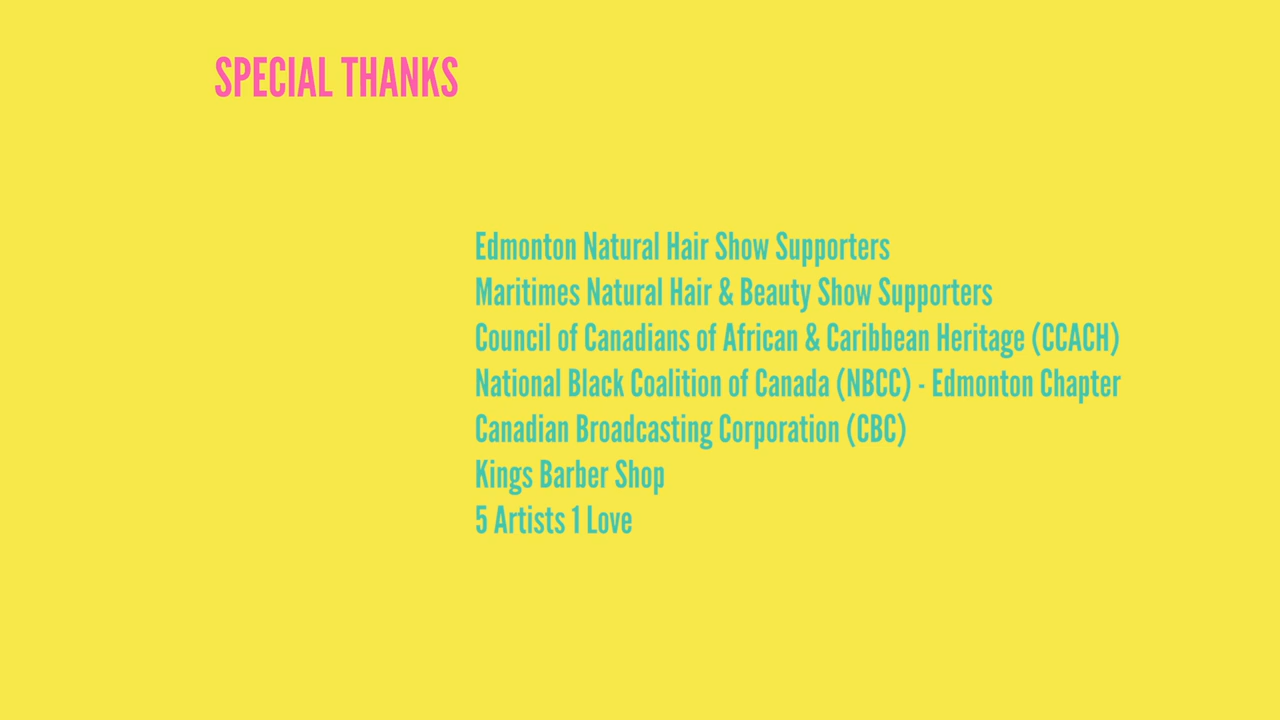 SPECIAL THANKS
Edmonton Natural Hair Show Supporters
Maritimes Natural Hair & Beauty Show Supporters
Council of Canadians of African & Caribbean Heritage (CCACH)
National Black Coalition of Canada (NBCC) - Edmonton Chapter
Canadian Broadcasting Corporation (CBC)
Kings Barber Shop
5 Artists 1 Love